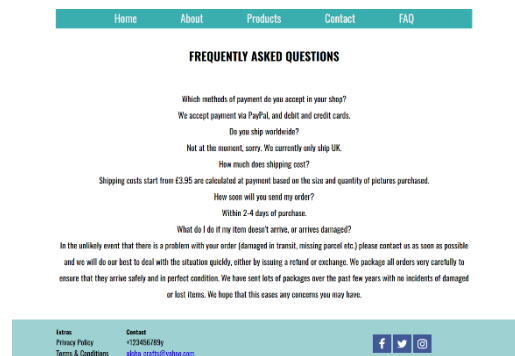 Home About Products Contact FAQ
FREQUENTLY ASKED QUESTIONS
Which methods of payment do you accept in your shop?
We accept payment via PayPal, and debit and credit cards.
Do you ship worldwide?
Not at the moment, sorry. We currently only ship UK.
How much does shipping cost?
Shipping costs start from £3.95 are calculated at payment based on the size and quantity of pictures purchased.
How soon will you send my order?
Within 2-4 days of purchase.
What do I do if my item doesn't arrive, or arrives damaged?
In the unlikely event that there is a problem with your order (damaged in transit, missing parcel etc.) please contact us as soon as possible
and we will do our best to deal with the situation quickly, either by issuing a refund or exchange. We package all orders very carefully to
ensure that they arrive safely and in perfect condition. We have sent lots of packages over the past few years with no incidents of damaged
or lost items. We hope that this eases any concerns you may have.
Extras Contact
Privacy Policy +123456789y
Terms & Conditions aloha_crafts@yahoo.com